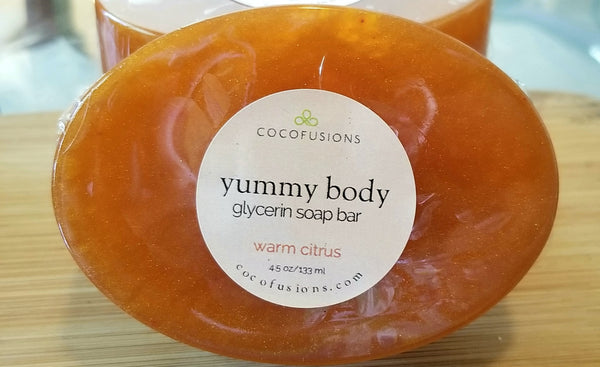 COCOFUSIONS
yummy body
glycerin soap bar
warm citrus
4.5 oz/133 ml
cocofusions.com